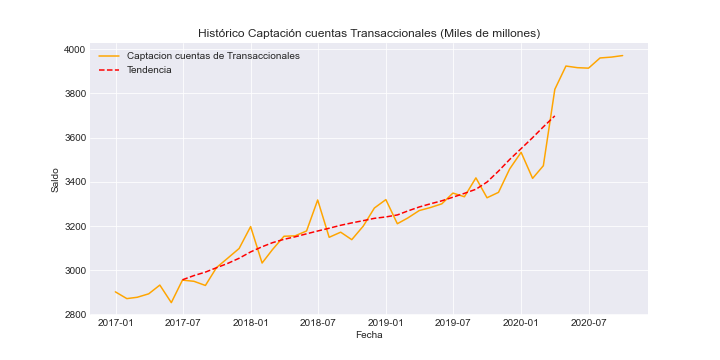 Histórico Captación cuentas Transaccionales (Miles de millones)
Captacion cuentas de Transaccionales
Tendencia
4000
3800
3600
3400
3200
3000
2800
Saldo
2017-01 2017-07 2018-01 2018-07 2019-01 2019-07 2020-01 2020-07
Fecha